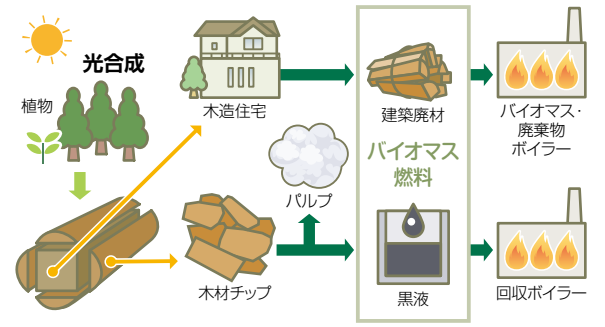 光合成
植物
木造住宅
木材チップ
パルプ
建築廃材
バイオマス
燃料
黒液
バイオマス・
廃棄物
ボイラー
回収ボイラー